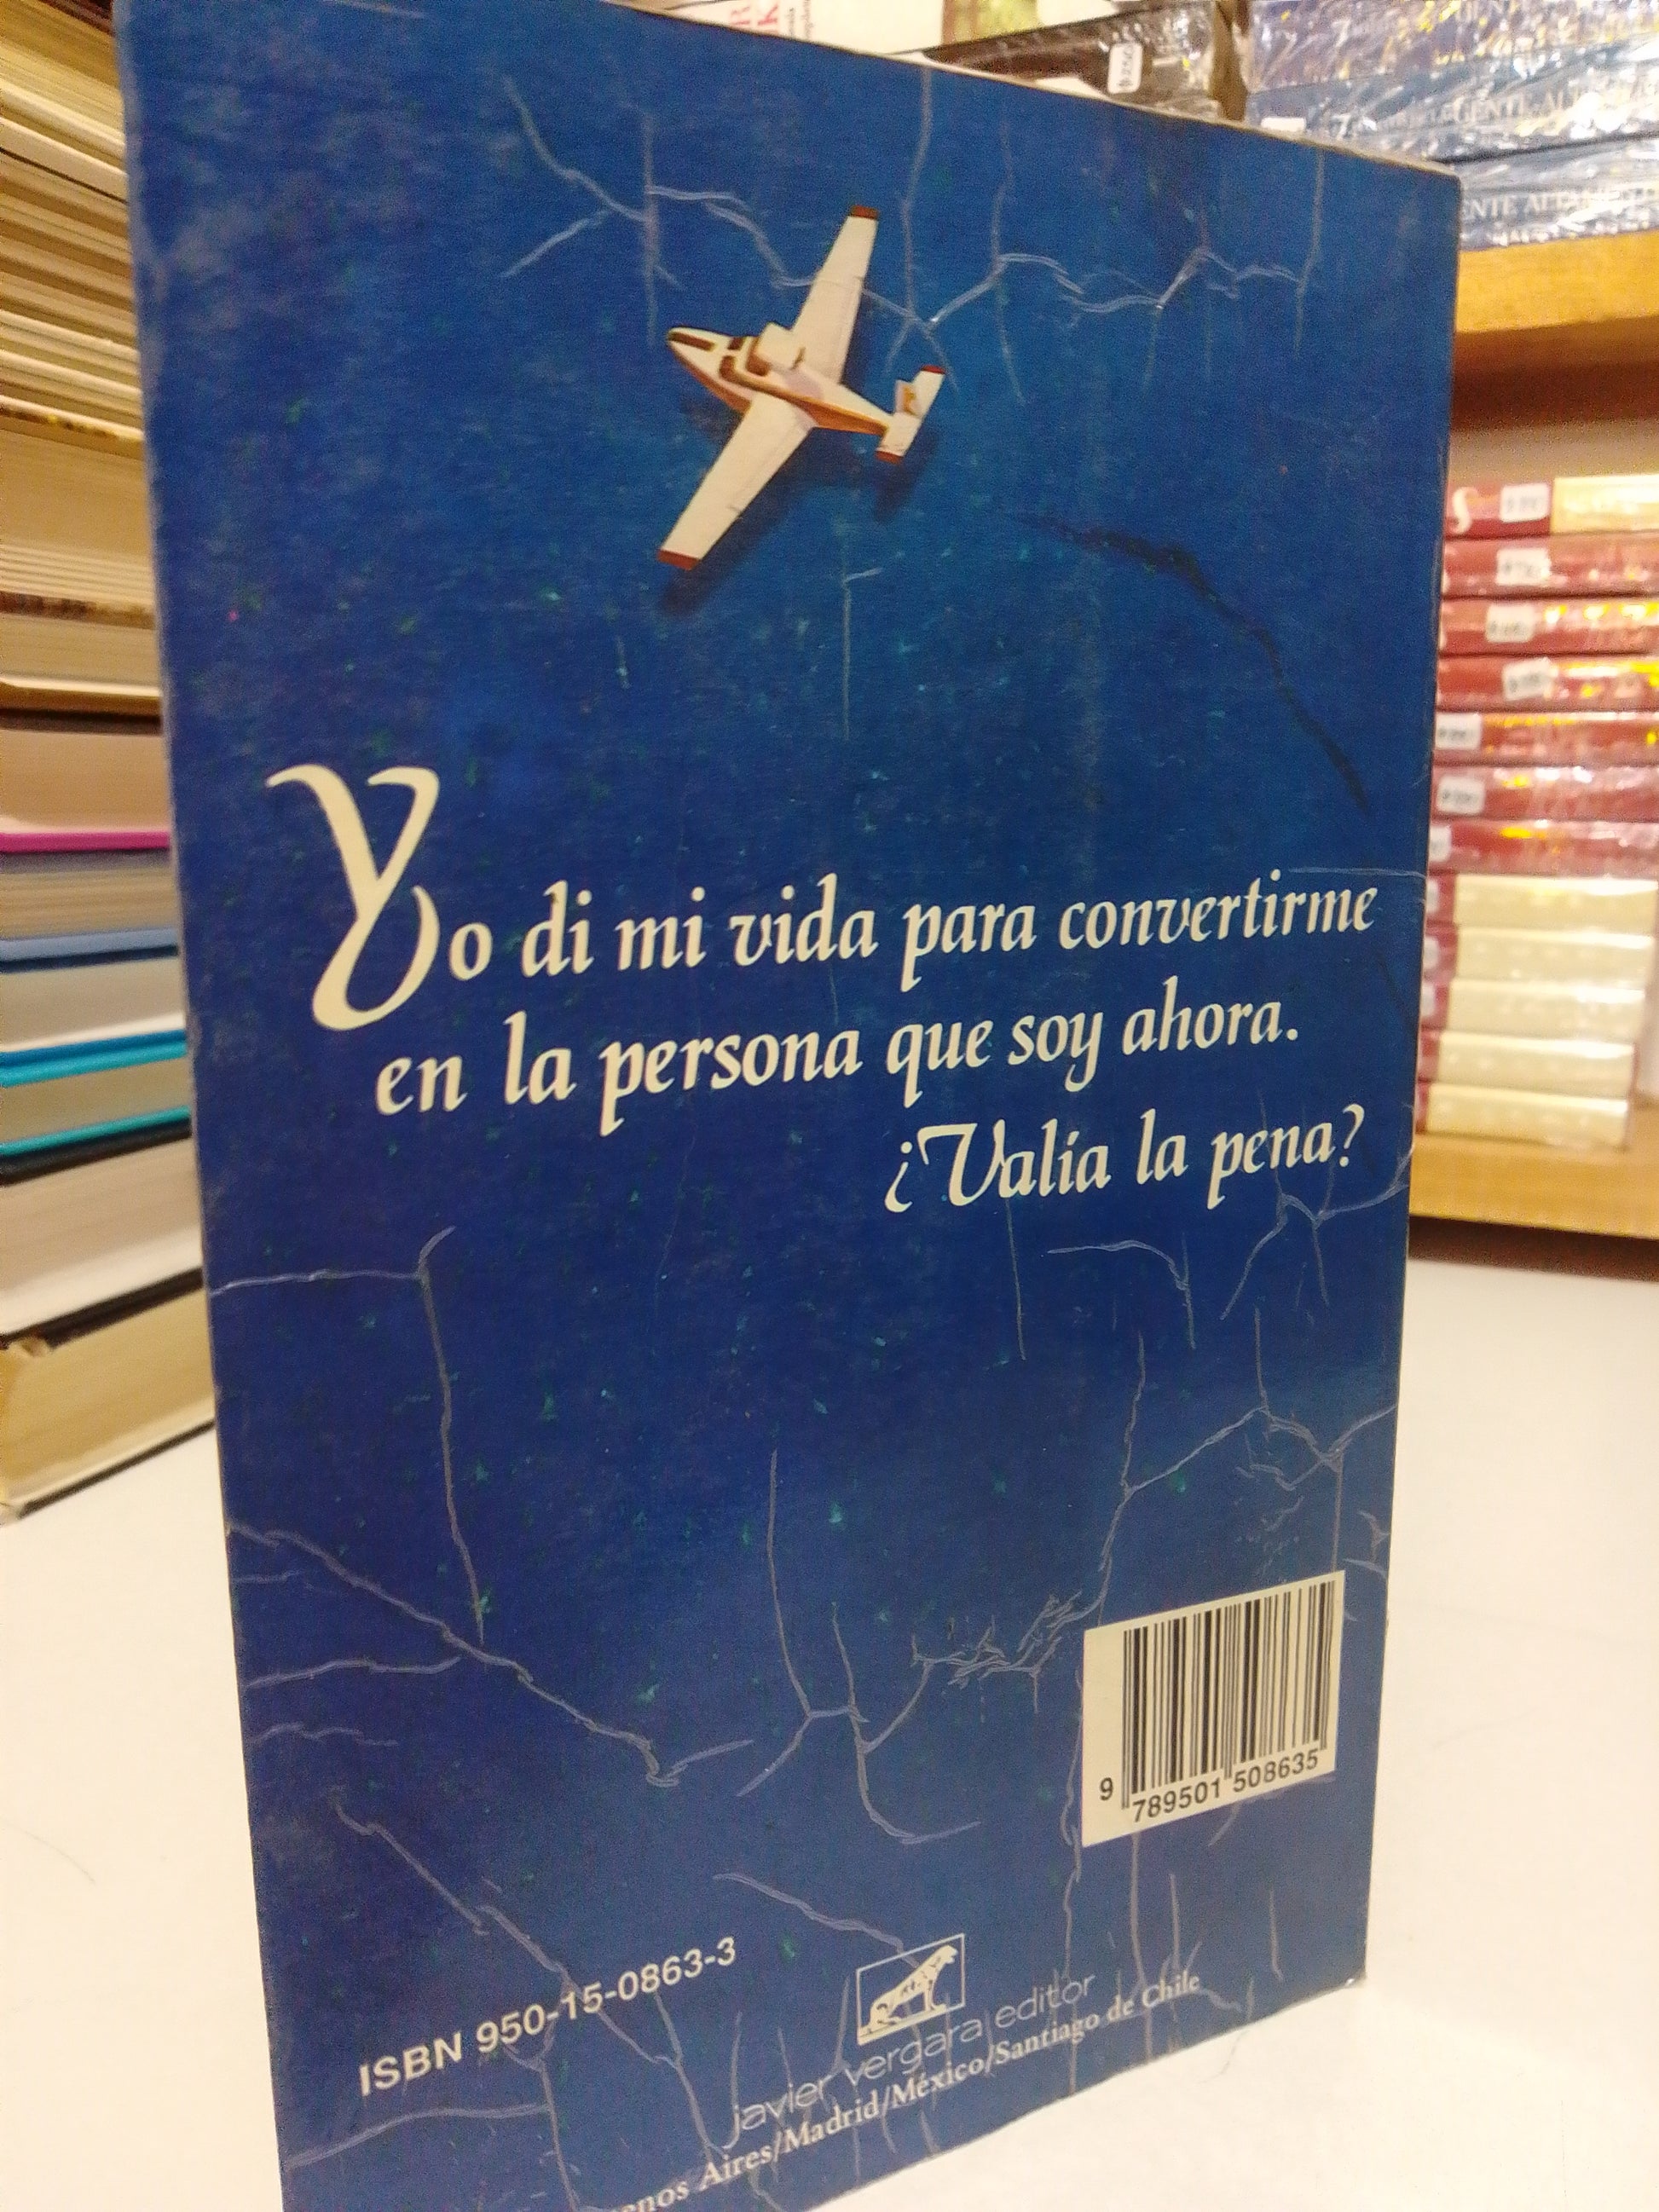 Yo di mi vida para convertirme
en la persona que soy ahora.
¿Valía la pena?
9 789501 508635
ISBN 950-15-0863-3
javier vergara editor
Aires/Madrid/México/Santiago de Chile